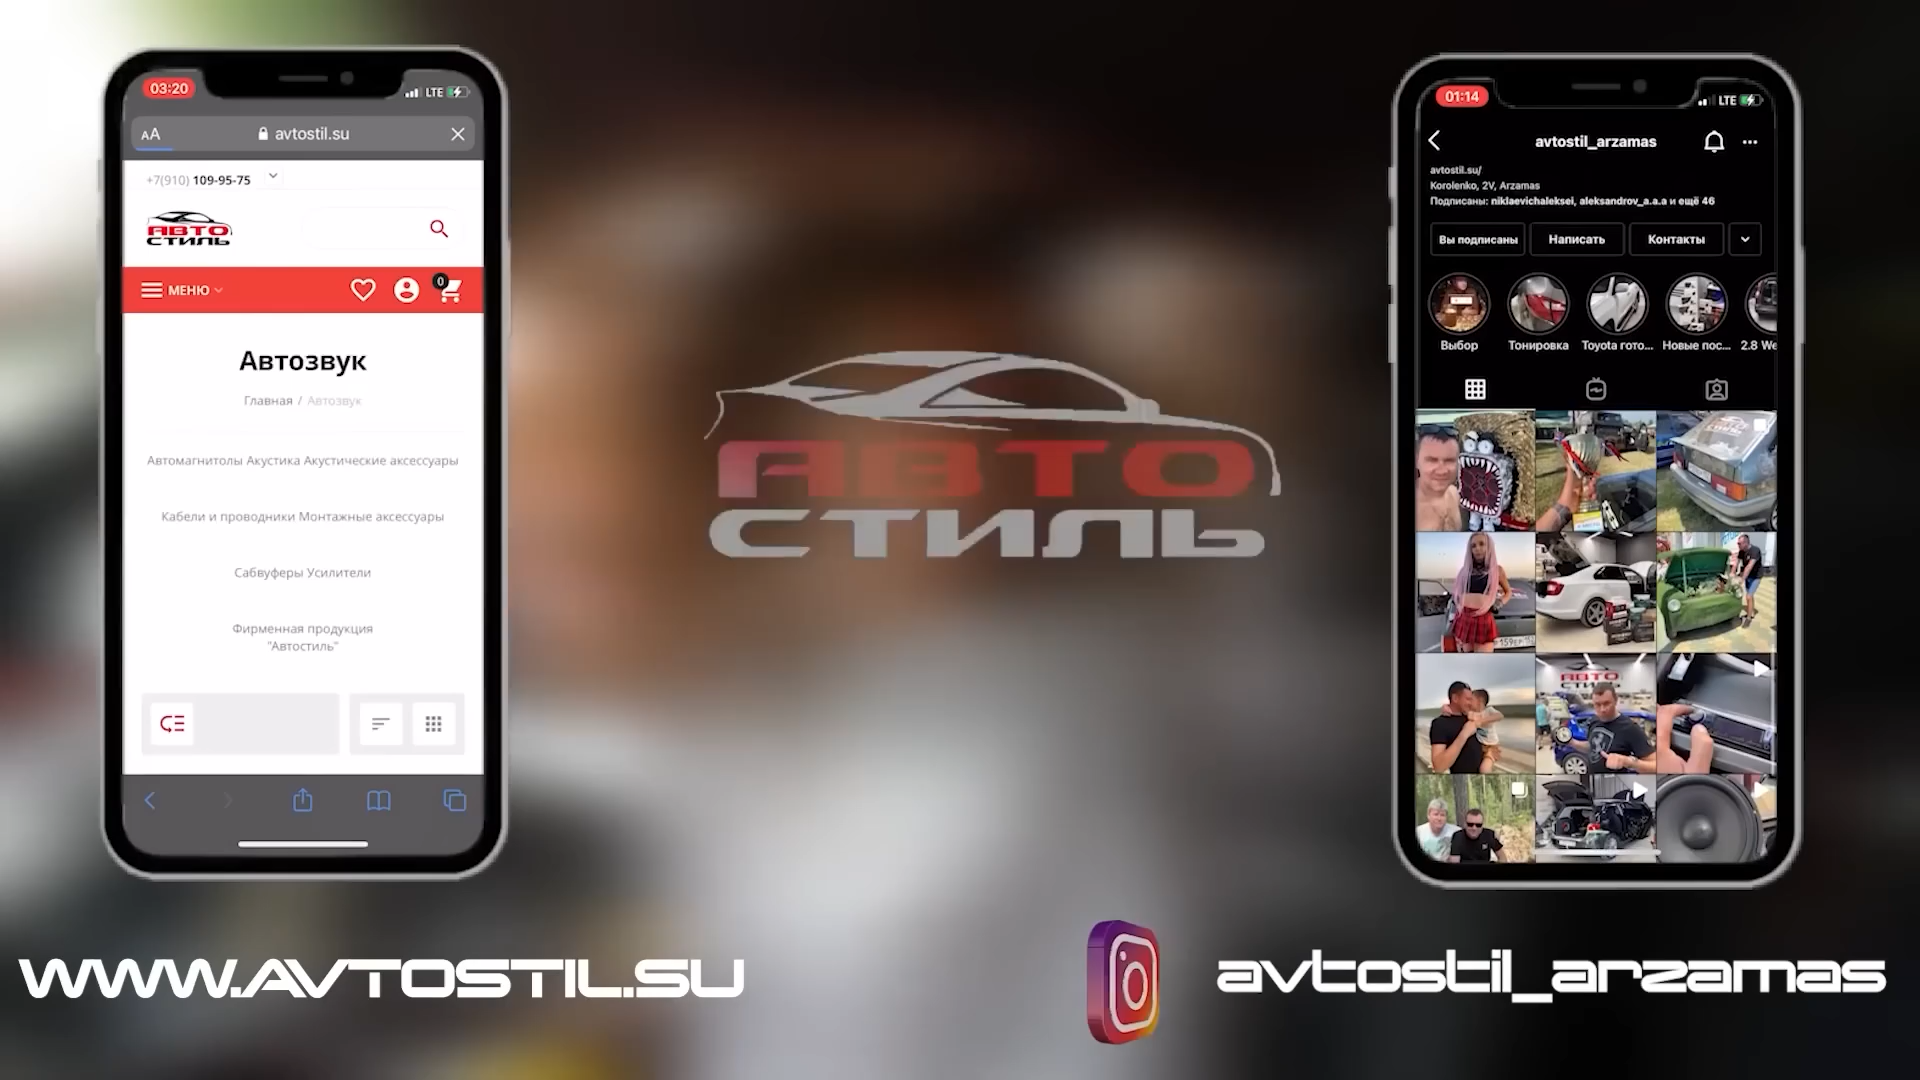 03:20
LTE
AA
avtostil.su
+7(910) 109-95-75
АВТО
СТИЛЬ
МЕНЮ
0
Автозвук
Главная / Автозвук
Автомагнитолы Акустика Акустические аксессуары
Кабели и проводники Монтажные аксессуары
Сабвуферы Усилители
Фирменная продукция
"Автостиль"
АВТО
СТИЛЬ
01:14
LTE
avtostil_arzamas
avtostil.su/
Korolenko, 2V, Arzamas
Подписаны: niklaevichaleksei, aleksandrov_a.a.a и ещё 46
Вы подписаны
Написать
Контакты
Выбор
Тонировка
Toyota гото...
Новые пос...
2.8 We
АВТО
СТИЛЬ
WWW.AVTOSTIL.SU
avtostil_arzamas